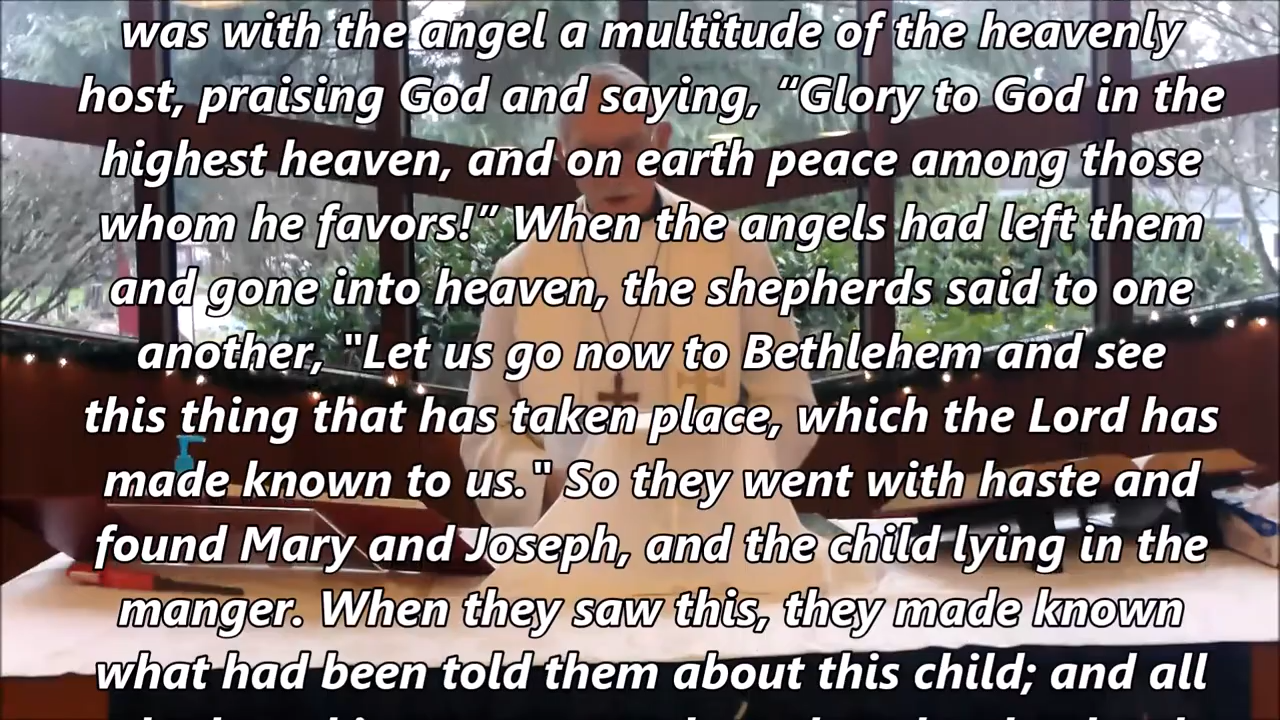 was with the angel a multitude of the heavenly
host, praising God and saying, “Glory to God in the
highest heaven, and on earth peace among those
whom he favors!” When the angels had left them
and gone into heaven, the shepherds said to one
another, "Let us go now to Bethlehem and see
this thing that has taken place, which the Lord has
made known to us." So they went with haste and
found Mary and Joseph, and the child lying in the
manger. When they saw this, they made known
what had been told them about this child; and all